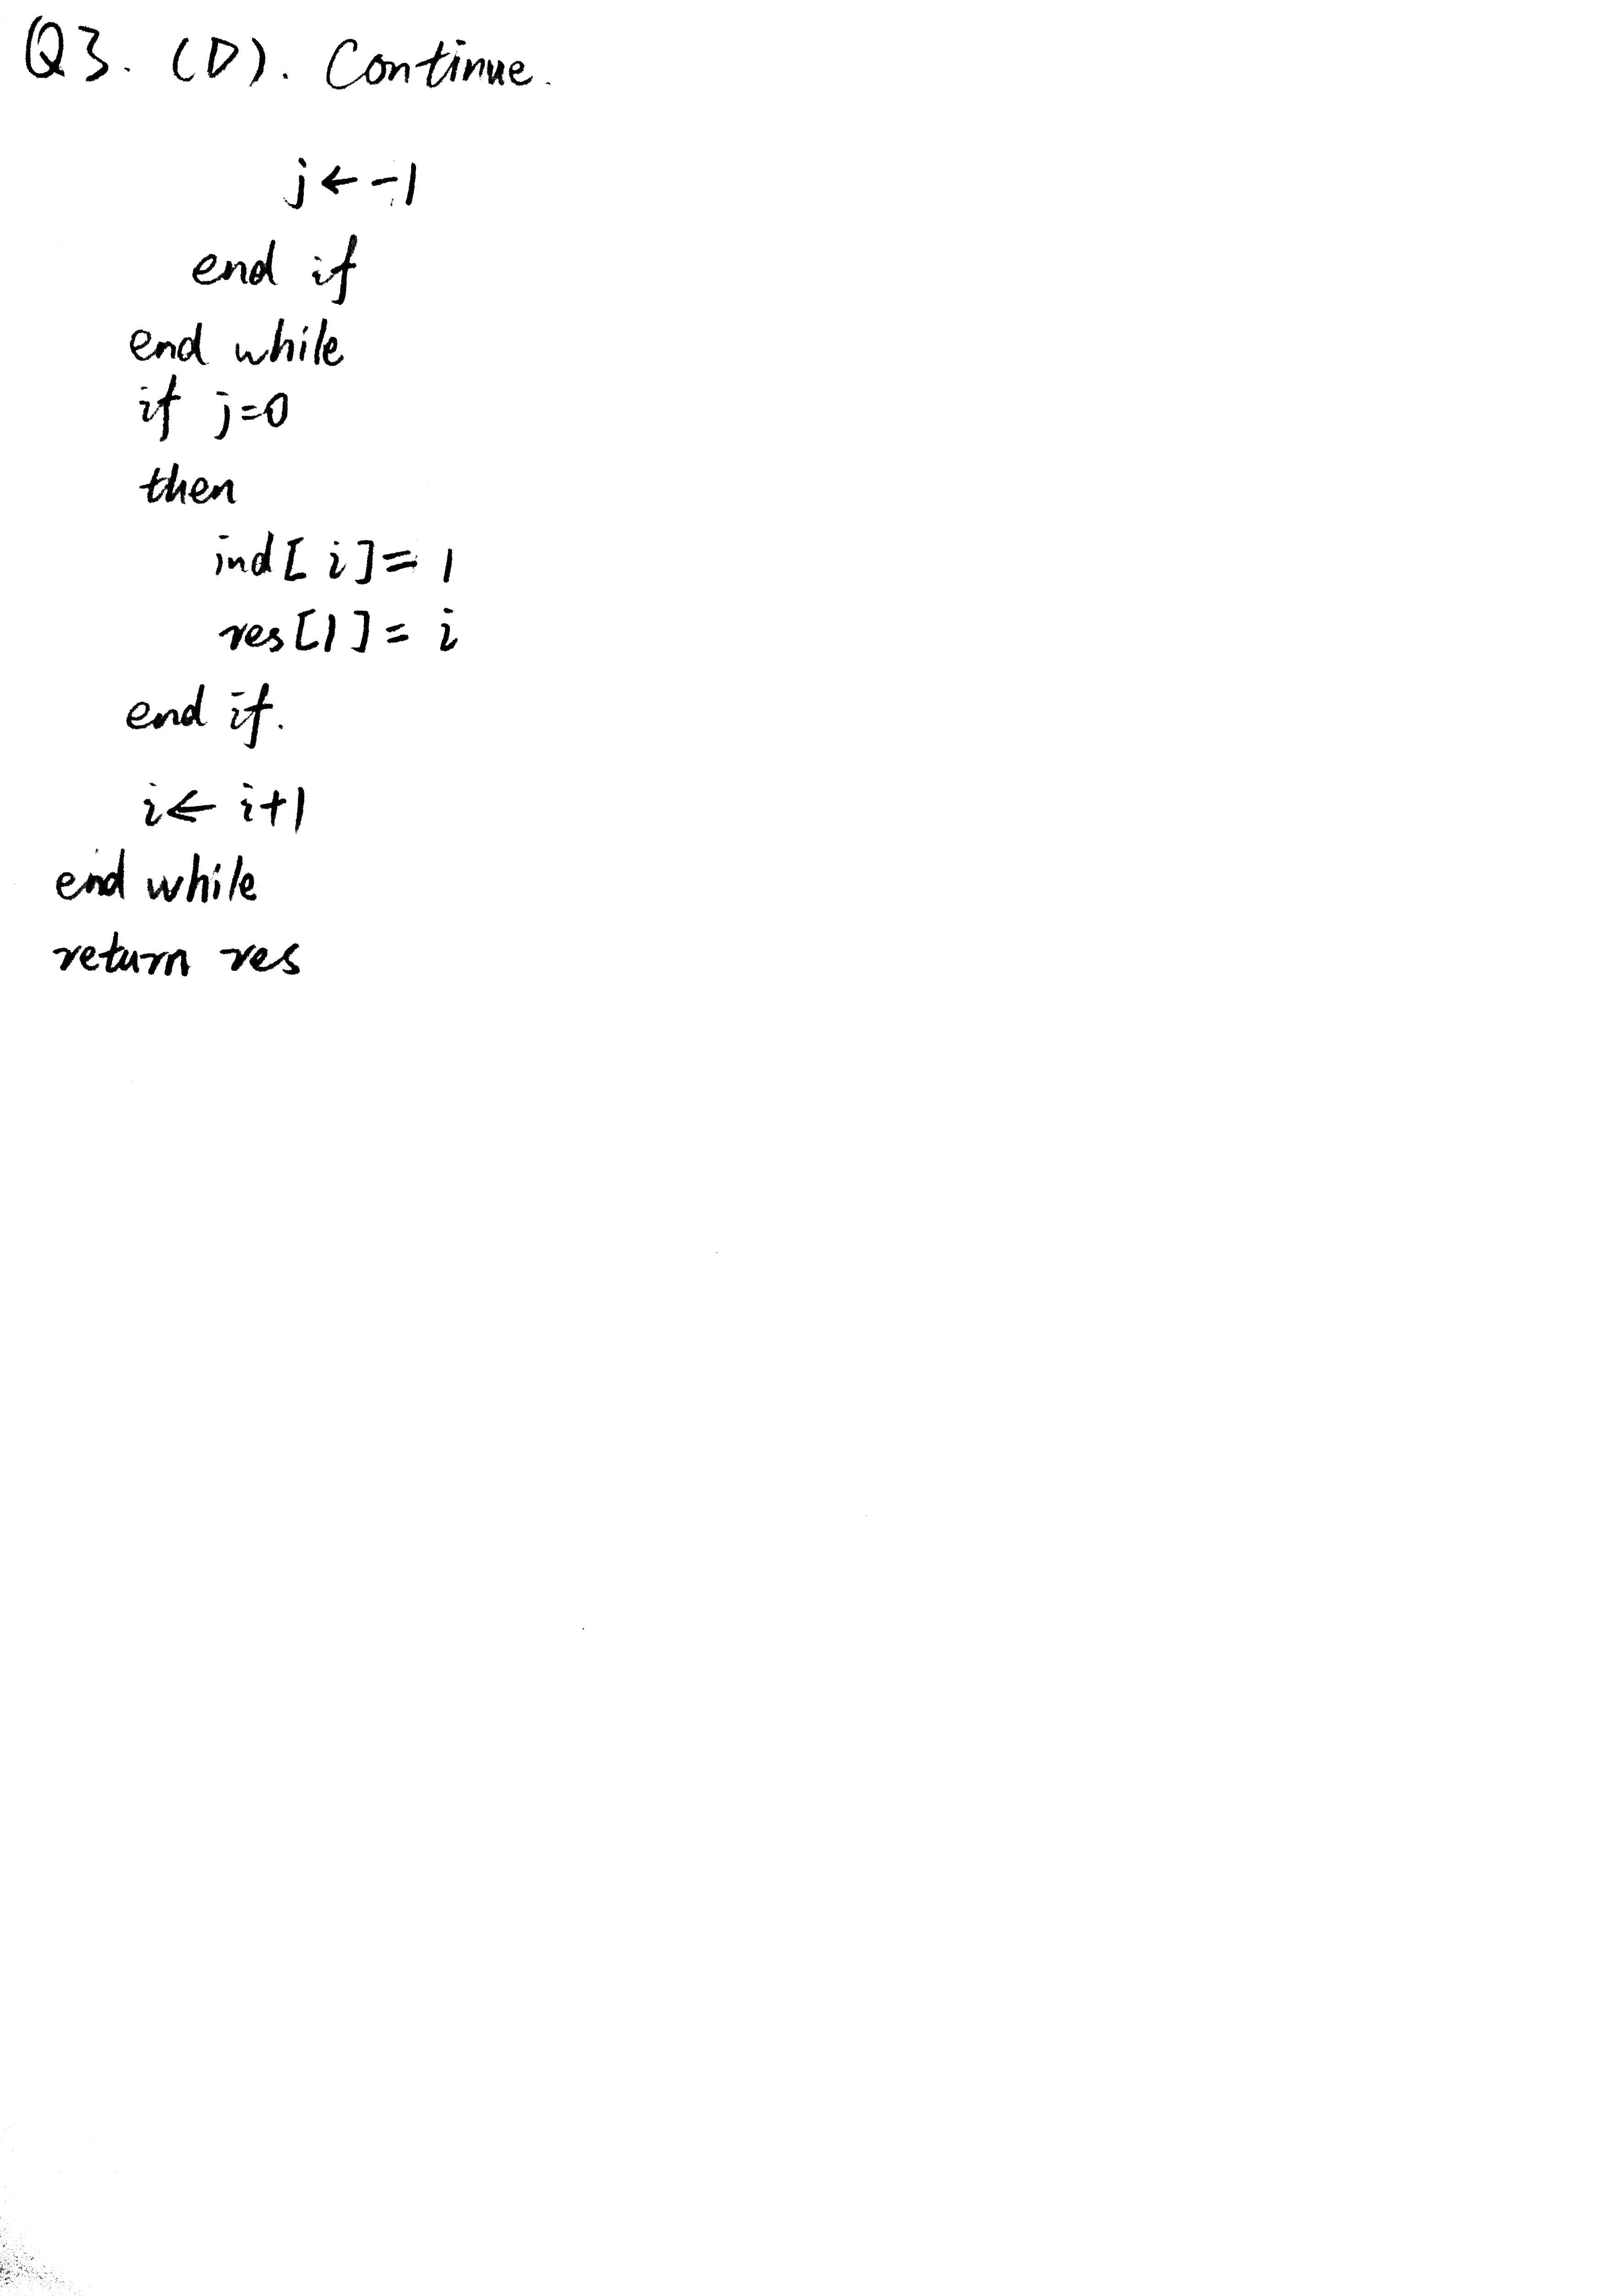 Q3. (D). Continue.
j ← -1
end if
end while
if j=0
then
ind[i]= 1
res[1]= i
end if.
i← i+1
end while
return res